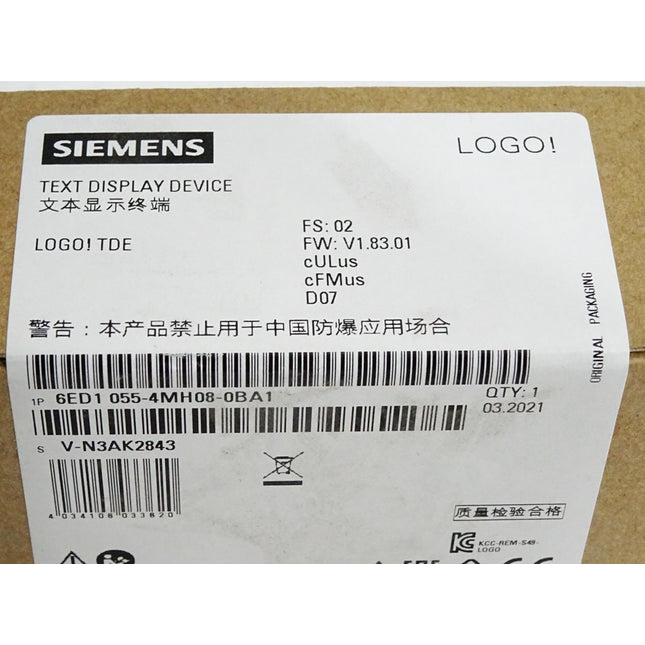 SIEMENS
LOGO!
TEXT DISPLAY DEVICE
文本显示终端
LOGO! TDE
FS: 02
FW: V1.83.01
cULus
cFMus
D07
警告：本产品禁止用于中国防爆应用场合
ORIGINAL PACKAGING
1P 6ED1 055-4MH08-0BA1
QTY: 1
03.2021
S V-N3AK2843
4 034106 033620
质量检验合格
KCC-REM-S49-
LOGO